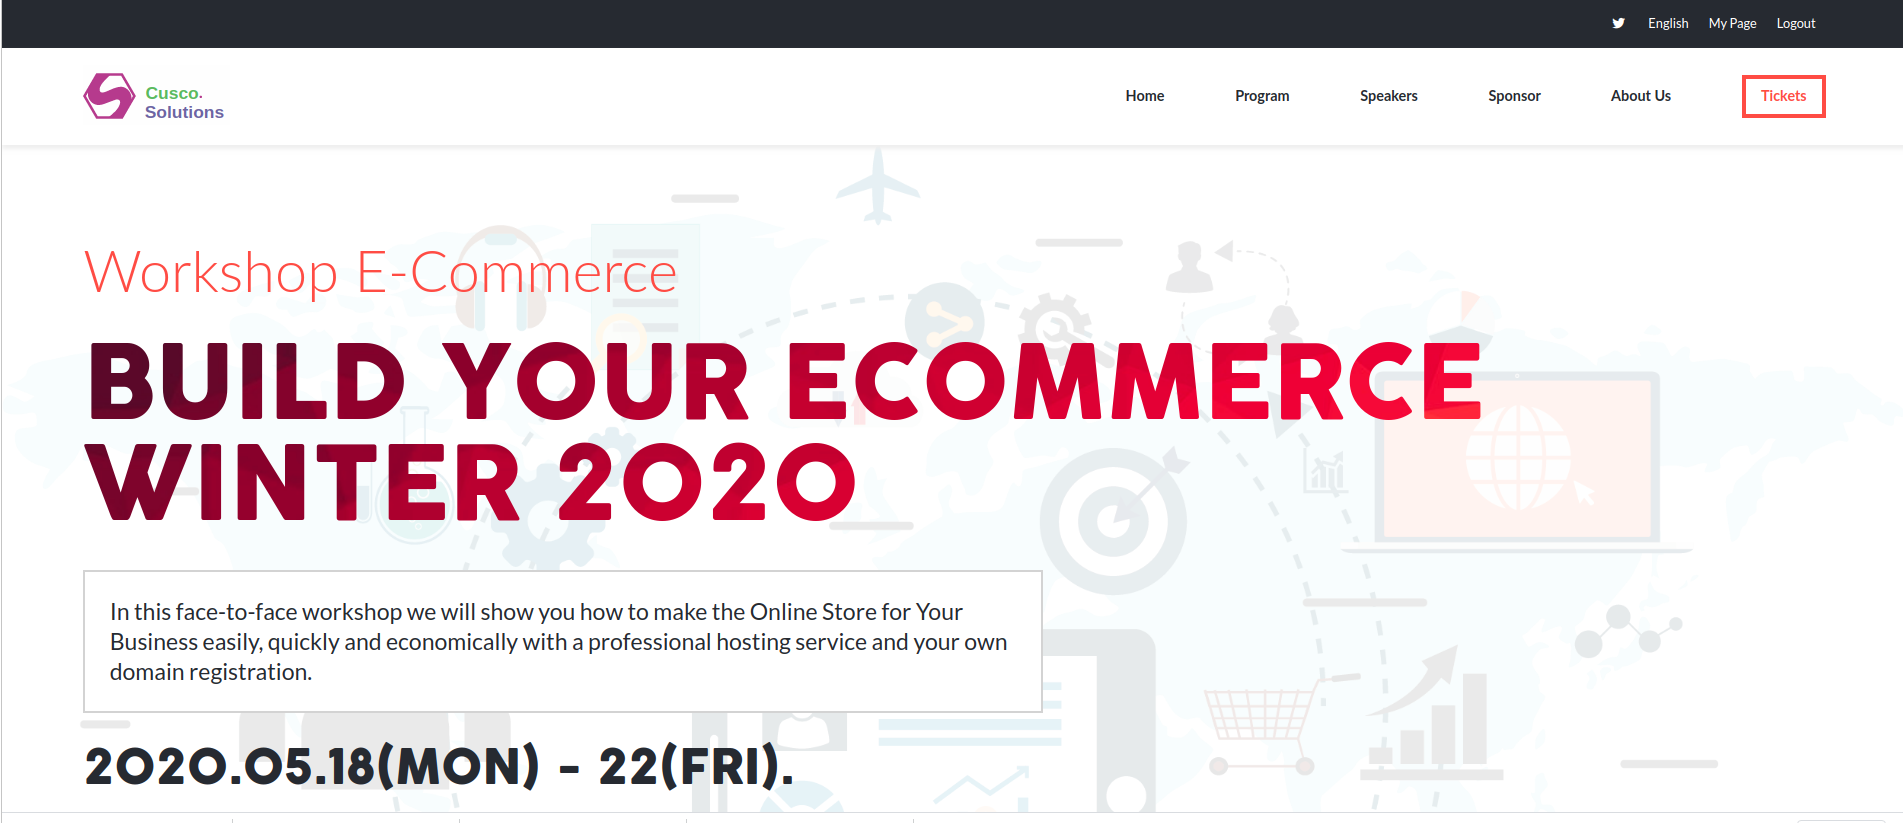 English My Page Logout
Cusco.
Solutions
Home Program Speakers Sponsor About Us Tickets
Workshop E-Commerce
BUILD YOUR ECOMMERCE
WINTER 2020
In this face-to-face workshop we will show you how to make the Online Store for Your
Business easily, quickly and economically with a professional hosting service and your own
domain registration.
2020.05.18(MON) - 22(FRI).